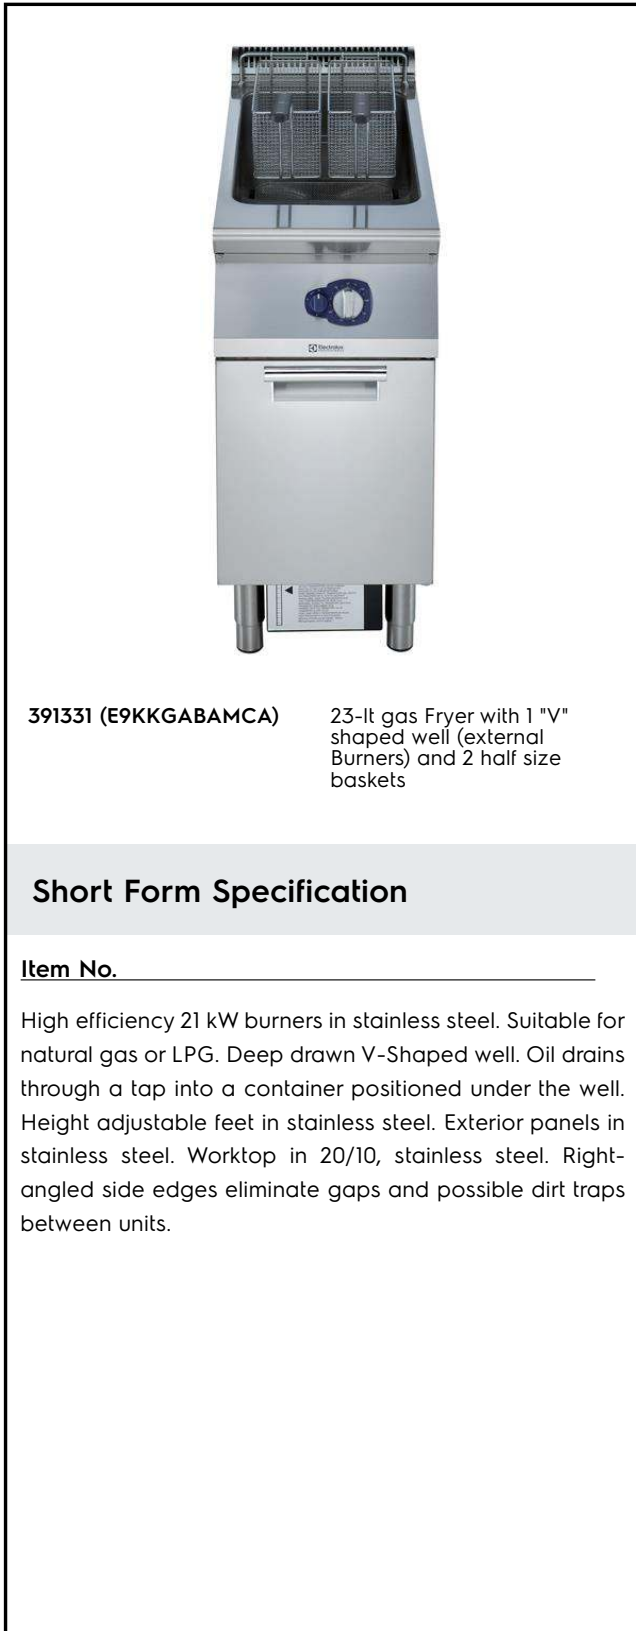 Electrolux
391331 (E9KKGABAMCA)
23-lt gas Fryer with 1 "V"
shaped well (external
Burners) and 2 half size
baskets
Short Form Specification
Item No.
High efficiency 21 kW burners in stainless steel. Suitable for
natural gas or LPG. Deep drawn V-Shaped well. Oil drains
through a tap into a container positioned under the well.
Height adjustable feet in stainless steel. Exterior panels in
stainless steel. Worktop in 20/10, stainless steel. Right-
angled side edges eliminate gaps and possible dirt traps
between units.